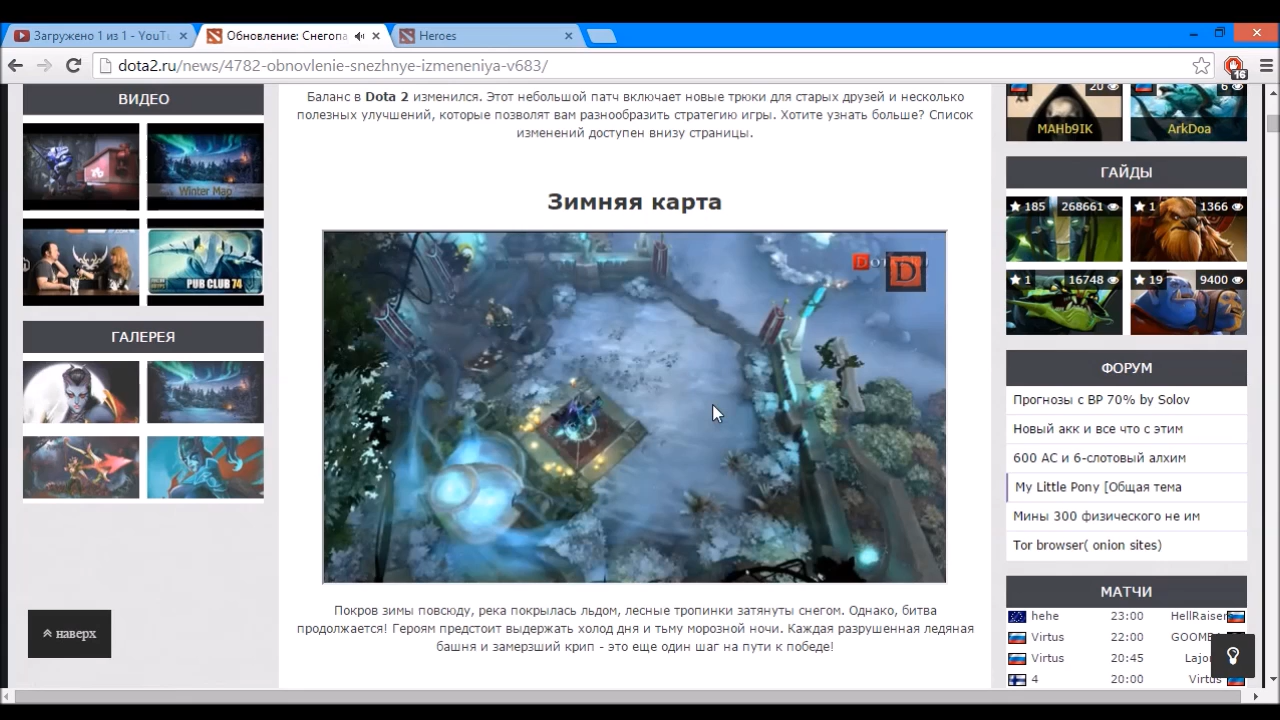 Загружено 1 из 1 - YouTu
Обновление: Снегопа
Heroes
dota2.ru/news/4782-obnovlenie-snezhnye-izmeneniya-v683/
16
ВИДЕО
Winter Map
PUB CLUB 74
ГАЛЕРЕЯ
наверх
Баланс в Dota 2 изменился. Этот небольшой патч включает новые трюки для старых друзей и несколько
полезных улучшений, которые позволят вам разнообразить стратегию игры. Хотите узнать больше? Список
изменений доступен внизу страницы.
Зимняя карта
D
Покров зимы повсюду, река покрылась льдом, лесные тропинки затянуты снегом. Однако, битва
продолжается! Героям предстоит выдержать холод дня и тьму морозной ночи. Каждая разрушенная ледяная
башня и замерзший крип - это еще один шаг на пути к победе!
20
6
MAHb9IK
ArkDoa
ГАЙДЫ
185 268661
1 1366
1 16748
19 9400
ФОРУМ
Прогнозы с ВР 70% by Solov
Новый акк и все что с этим
600 АС и 6-слотовый алхим
My Little Pony [Общая тема
Мины 300 физического не им
Tor browser( onion sites)
МАТЧИ
hehe 23:00 HellRaiser
Virtus 22:00 GOOMB
Virtus 20:45 Lajo
4 20:00 Virtus